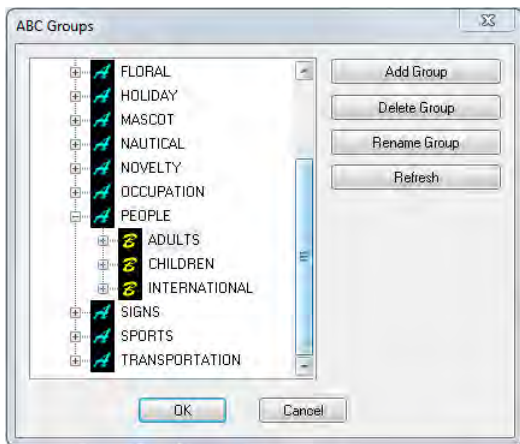 ABC Groups
A FLORAL
A HOLIDAY
A MASCOT
A NAUTICAL
A NOVELTY
A OCCUPATION
A PEOPLE
B ADULTS
B CHILDREN
B INTERNATIONAL
A SIGNS
A SPORTS
A TRANSPORTATION
Add Group
Delete Group
Rename Group
Refresh
OK
Cancel